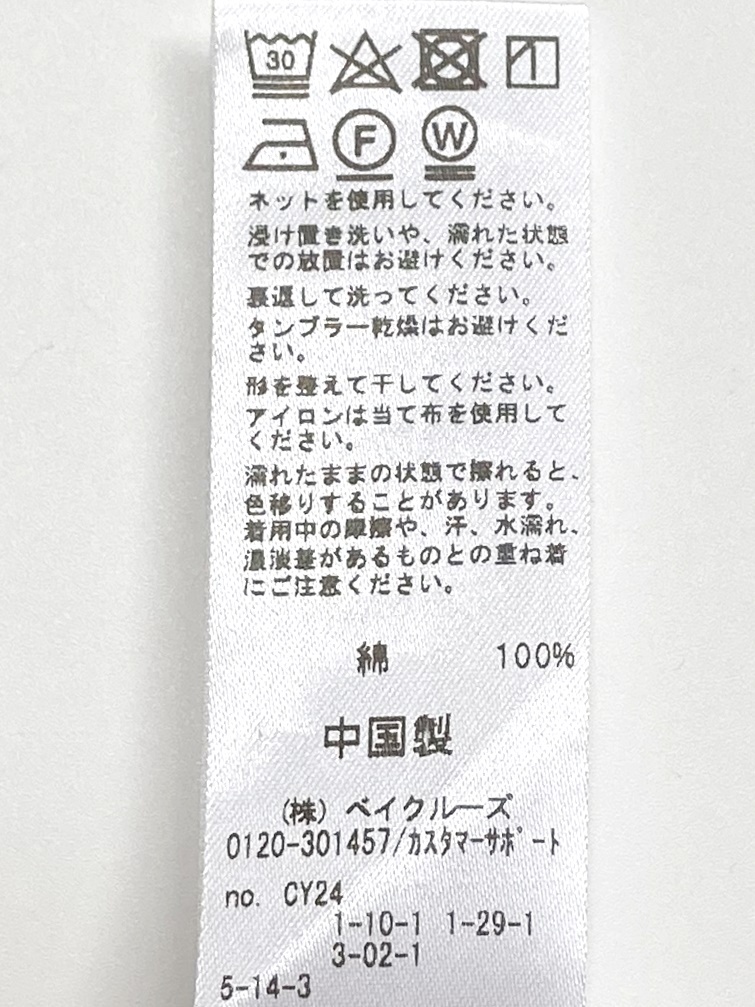 30
F W
ネットを使用してください。
浸け置き洗いや、濡れた状態
での放置はお避けください。
裏返して洗ってください。
タンブラー乾燥はお避けくだ
さい。
形を整えて干してください。
アイロンは当て布を使用して
ください。
濡れたままの状態で擦れると、
色移りすることがあります。
着用中の摩擦や、汗、水濡れ、
濃淡差があるものとの重ね着
にご注意ください。
綿 100%
中国製
(株) ベイクルーズ
0120-301457/カスタマーサポート
no. CY24
1-10-1 1-29-1
3-02-1
5-14-3